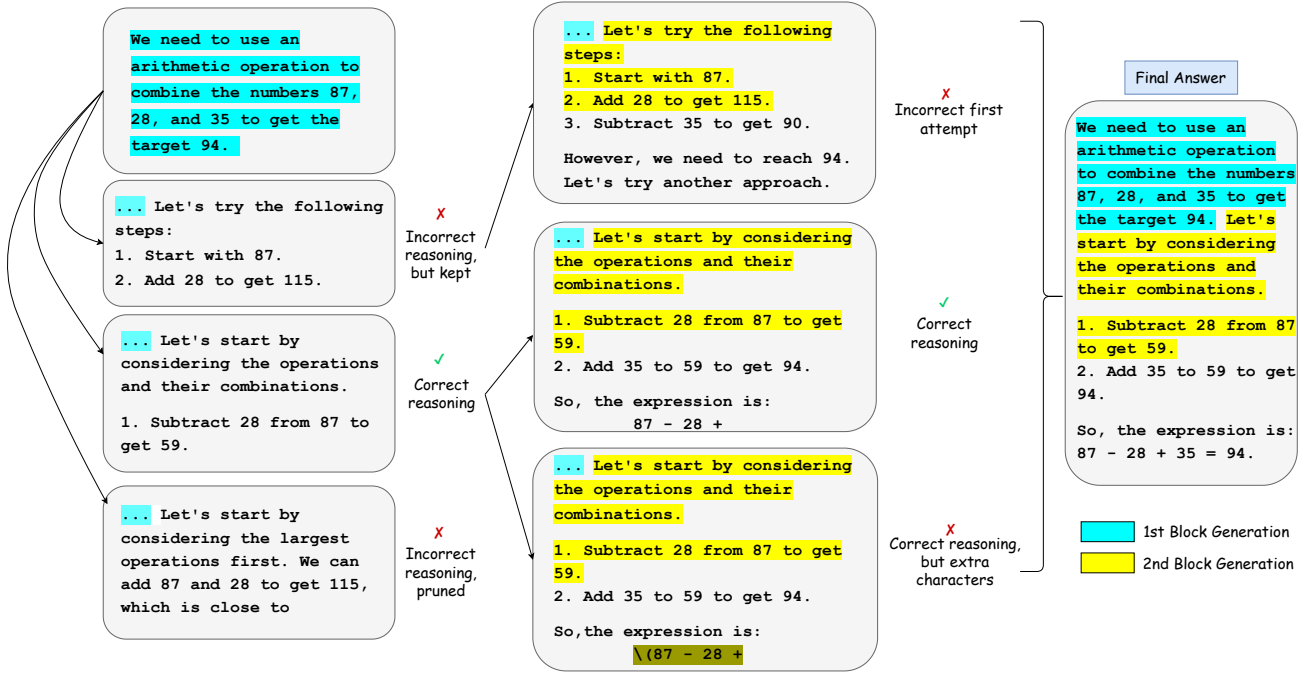 We need to use an
arithmetic operation to
combine the numbers 87,
28, and 35 to get the
target 94.
... Let's try the following
steps:
1. Start with 87.
2. Add 28 to get 115.
... Let's start by
considering the operations
and their combinations.
1. Subtract 28 from 87 to
get 59.
... Let's start by
considering the largest
operations first. We can
add 87 and 28 to get 115,
which is close to
✗
Incorrect
reasoning,
but kept
✓
Correct
reasoning
✗
Incorrect
reasoning,
pruned
... Let's try the following
steps:
1. Start with 87.
2. Add 28 to get 115.
3. Subtract 35 to get 90.
However, we need to reach 94.
Let's try another approach.
... Let's start by considering
the operations and their
combinations.
1. Subtract 28 from 87 to get
59.
2. Add 35 to 59 to get 94.
So, the expression is:
87 - 28 +
... Let's start by considering
the operations and their
combinations.
1. Subtract 28 from 87 to get
59.
2. Add 35 to 59 to get 94.
So,the expression is:
\(87 - 28 +
✗
Incorrect first
attempt
✓
Correct
reasoning
✗
Correct reasoning,
but extra
characters
Final Answer
We need to use an
arithmetic operation
to combine the numbers
87, 28, and 35 to get
the target 94. Let's
start by considering
the operations and
their combinations.
1. Subtract 28 from 87
to get 59.
2. Add 35 to 59 to get
94.
So, the expression is:
87 - 28 + 35 = 94.
1st Block Generation
2nd Block Generation